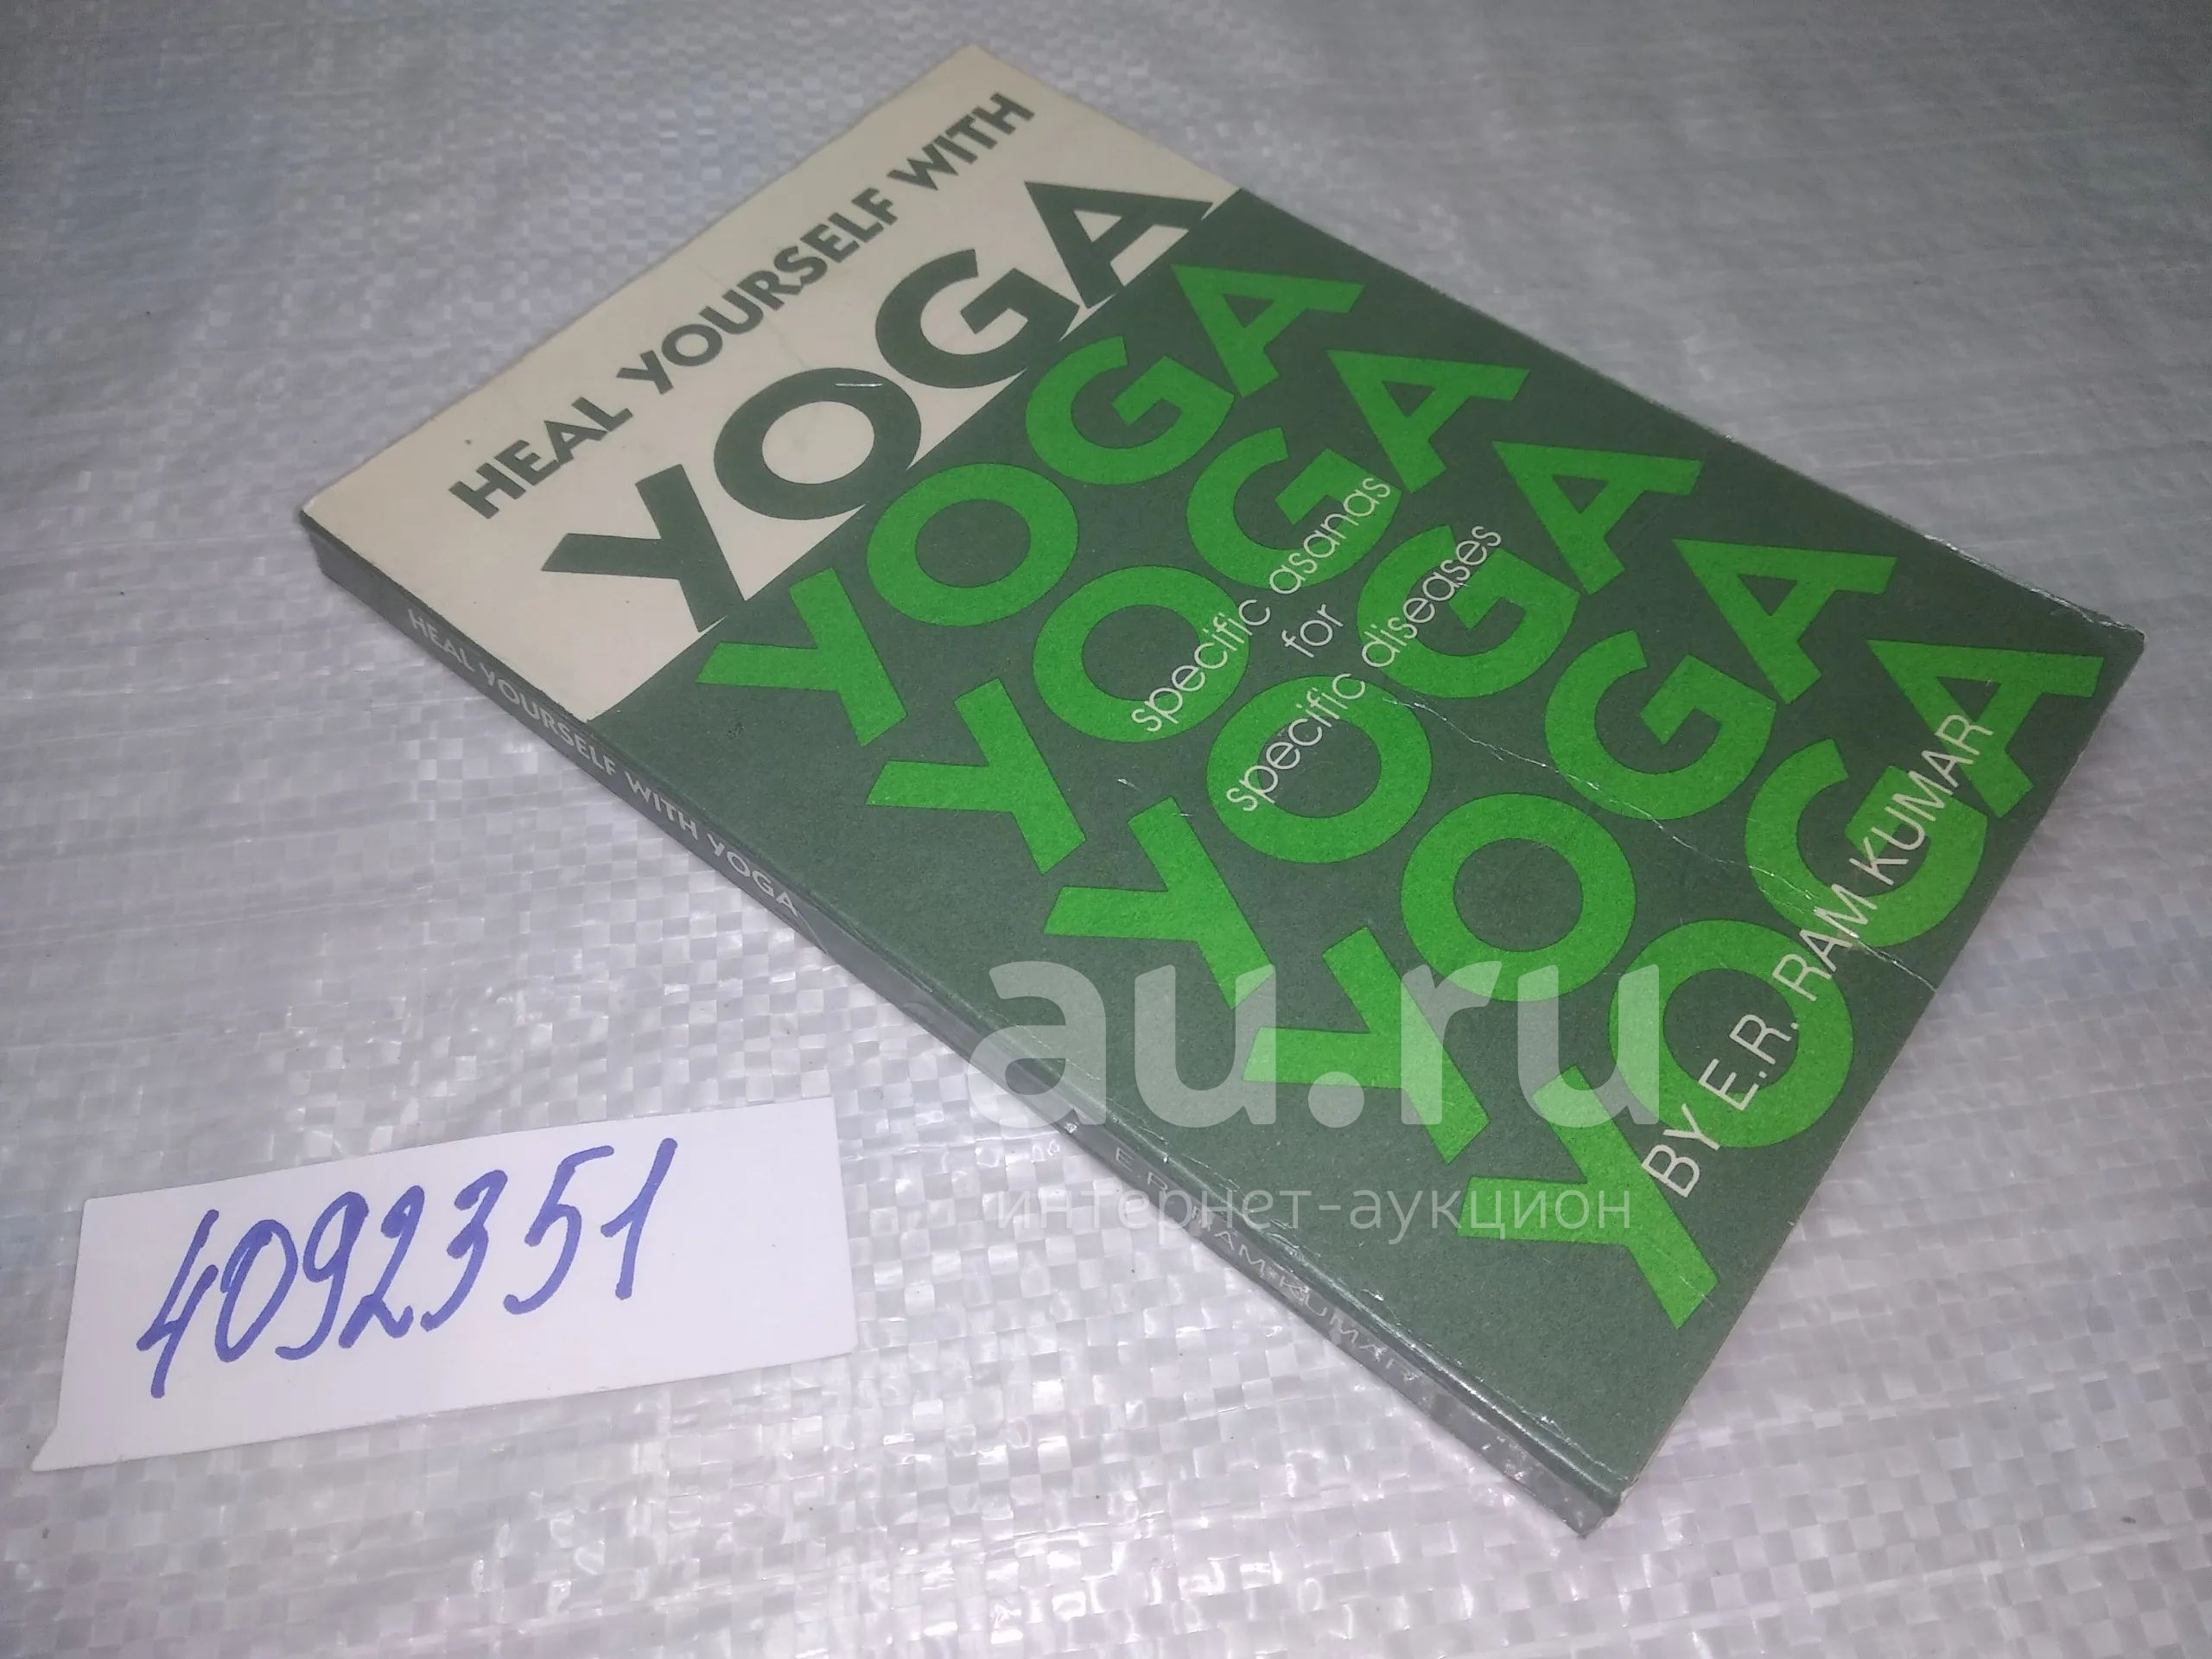 HEAL YOURSELF WITH
YOGA
YOGA
YOGA
specific asanas
for
specific diseases
YOGA
YOGA
YOGA
BY E.R. RAM KUMAR
HEAL YOURSELF WITH YOGA
E.R. RAM KUMAR
4092351
au.ru
интернет-аукцион